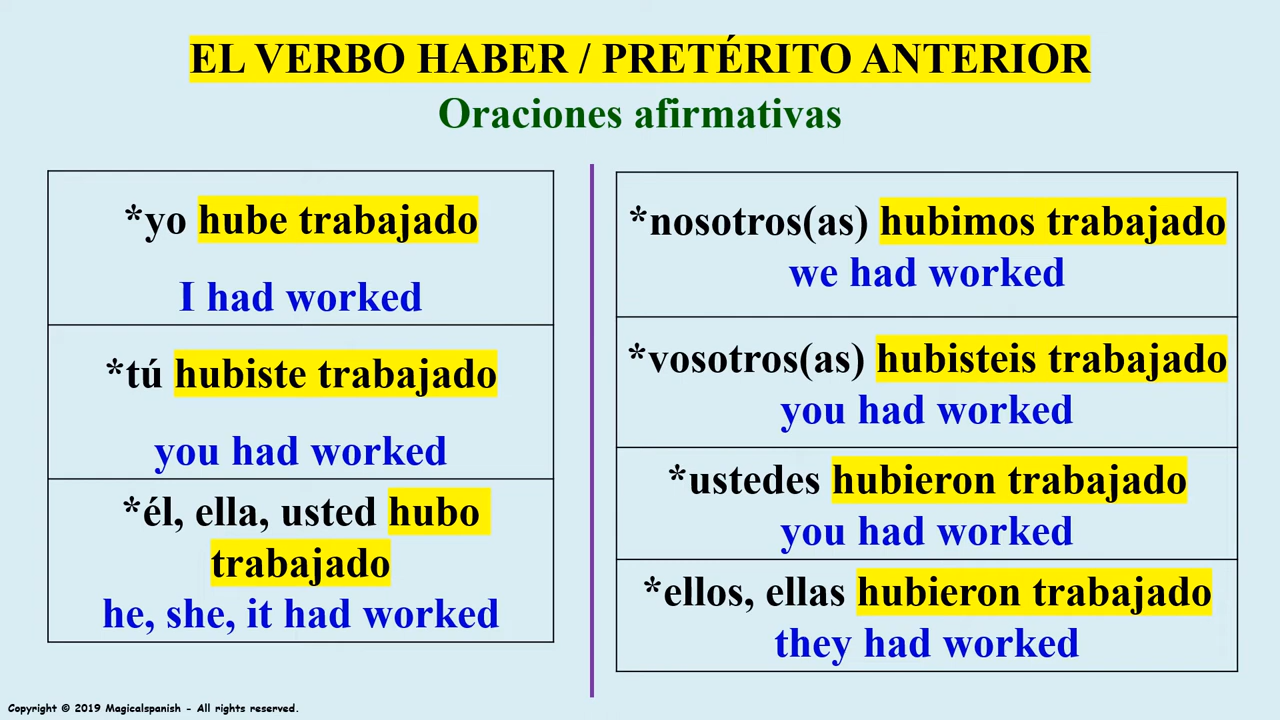 EL VERBO HABER / PRETÉRITO ANTERIOR
Oraciones afirmativas
*yo hube trabajado
I had worked
*tú hubiste trabajado
you had worked
*él, ella, usted hubo
trabajado
he, she, it had worked
*nosotros(as) hubimos trabajado
we had worked
*vosotros(as) hubisteis trabajado
you had worked
*ustedes hubieron trabajado
you had worked
*ellos, ellas hubieron trabajado
they had worked
Copyright © 2019 Magicalspanish - All rights reserved.